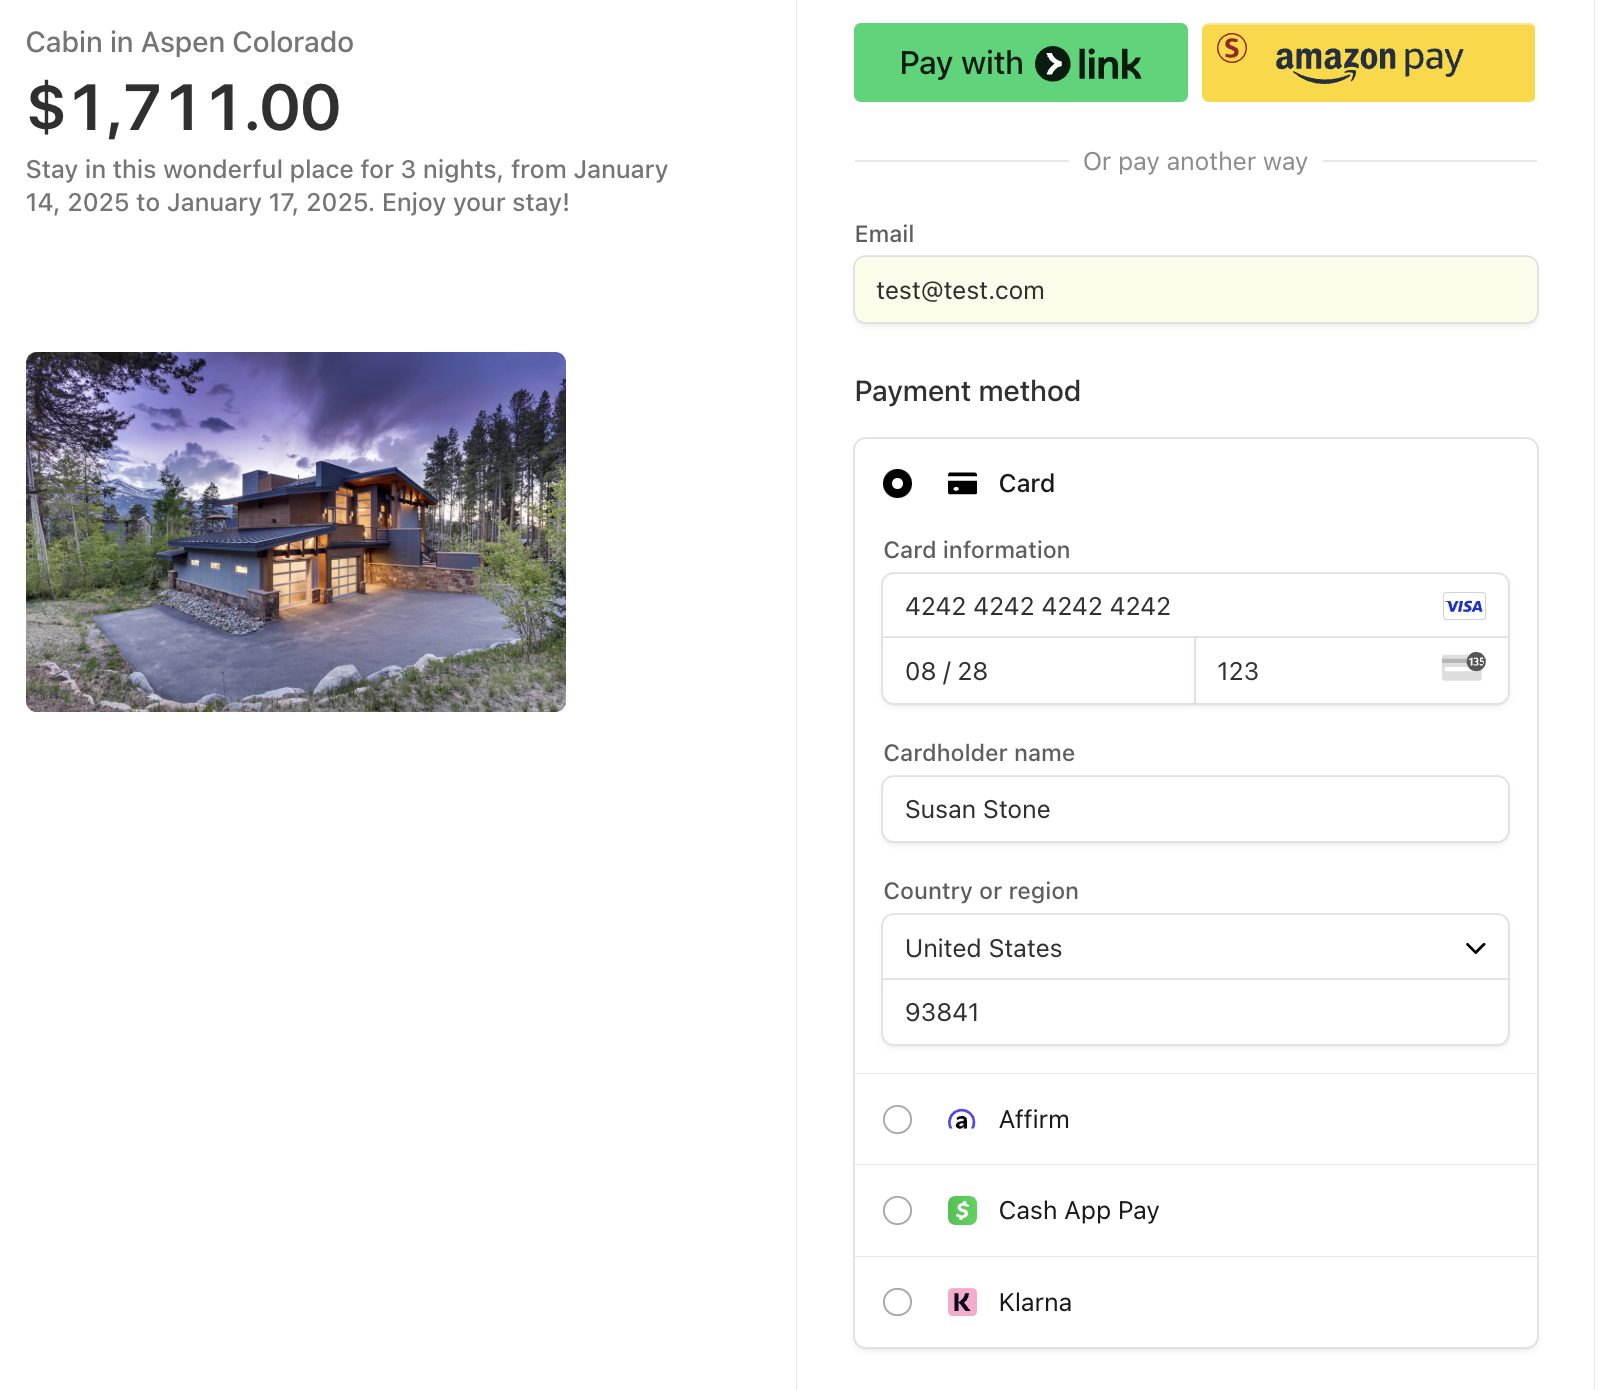 Cabin in Aspen Colorado
$1,711.00
Stay in this wonderful place for 3 nights, from January
14, 2025 to January 17, 2025. Enjoy your stay!
Pay with link
S amazon pay
Or pay another way
Email
test@test.com
Payment method
Card
Card information
4242 4242 4242 4242 VISA
08 / 28
123 135
Cardholder name
Susan Stone
Country or region
United States
93841
a Affirm
$ Cash App Pay
K Klarna